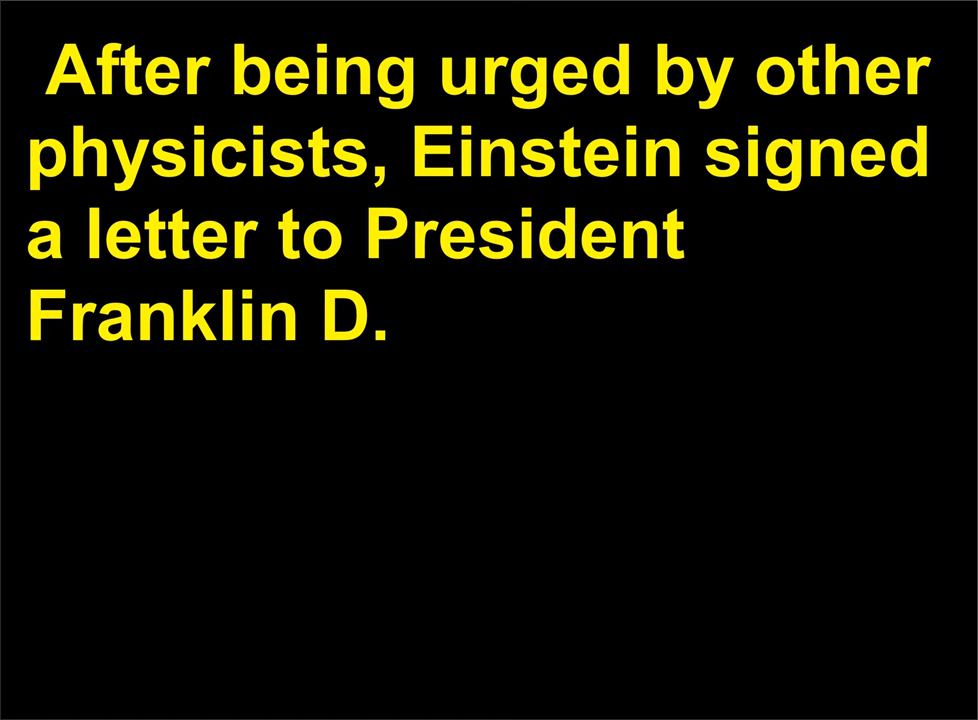 After being urged by other
physicists, Einstein signed
a letter to President
Franklin D.